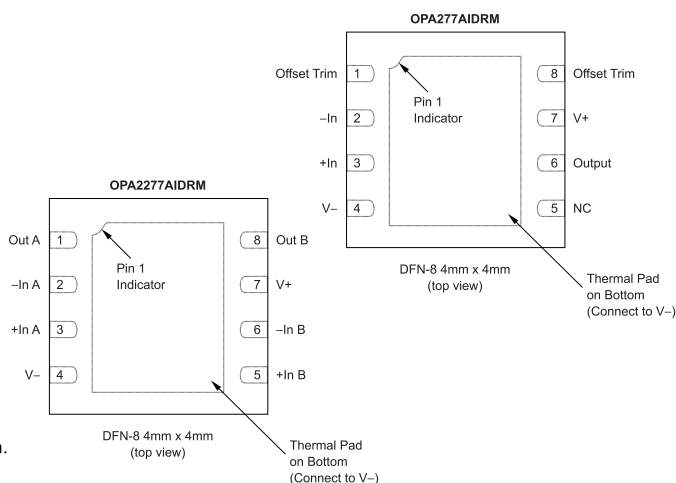 OPA277AIDRM
Offset Trim 1
8 Offset Trim
Pin 1
Indicator
–In 2
7 V+
+In 3
6 Output
V– 4
5 NC
DFN-8 4mm x 4mm
(top view)
Thermal Pad
on Bottom
(Connect to V–)
OPA2277AIDRM
Out A 1
8 Out B
Pin 1
Indicator
–In A 2
7 V+
+In A 3
6 –In B
V– 4
5 +In B
DFN-8 4mm x 4mm
(top view)
Thermal Pad
on Bottom
(Connect to V–)